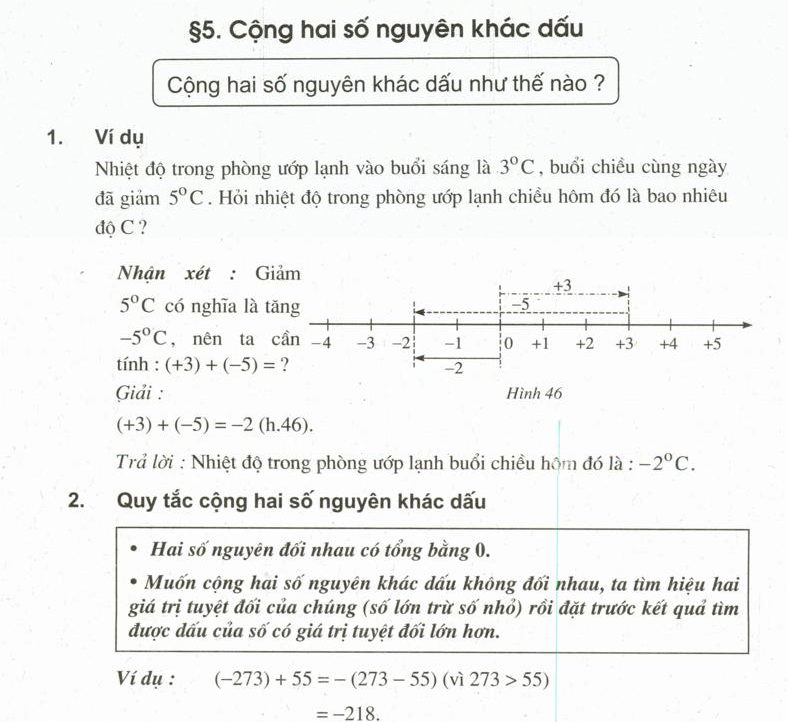 §5. Cộng hai số nguyên khác dấu
Cộng hai số nguyên khác dấu như thế nào ?
1. Ví dụ
Nhiệt độ trong phòng ướp lạnh vào buổi sáng là 3°C, buổi chiều cùng ngày
đã giảm 5°C. Hỏi nhiệt độ trong phòng ướp lạnh chiều hôm đó là bao nhiêu
độ C ?
Nhận xét : Giảm
5°C có nghĩa là tăng
−5°C, nên ta cần
tính : (+3) + (−5) = ?
+3
−5
−4 −3 −2 −1 0 +1 +2 +3 +4 +5
−2
Hình 46
Giải :
(+3) + (−5) = −2 (h.46).
Trả lời : Nhiệt độ trong phòng ướp lạnh buổi chiều hôm đó là : −2°C.
2. Quy tắc cộng hai số nguyên khác dấu
• Hai số nguyên đối nhau có tổng bằng 0.
• Muốn cộng hai số nguyên khác dấu không đối nhau, ta tìm hiệu hai
giá trị tuyệt đối của chúng (số lớn trừ số nhỏ) rồi đặt trước kết quả tìm
được dấu của số có giá trị tuyệt đối lớn hơn.
Ví dụ : (−273) + 55 = − (273 − 55) (vì 273 > 55)
= −218.